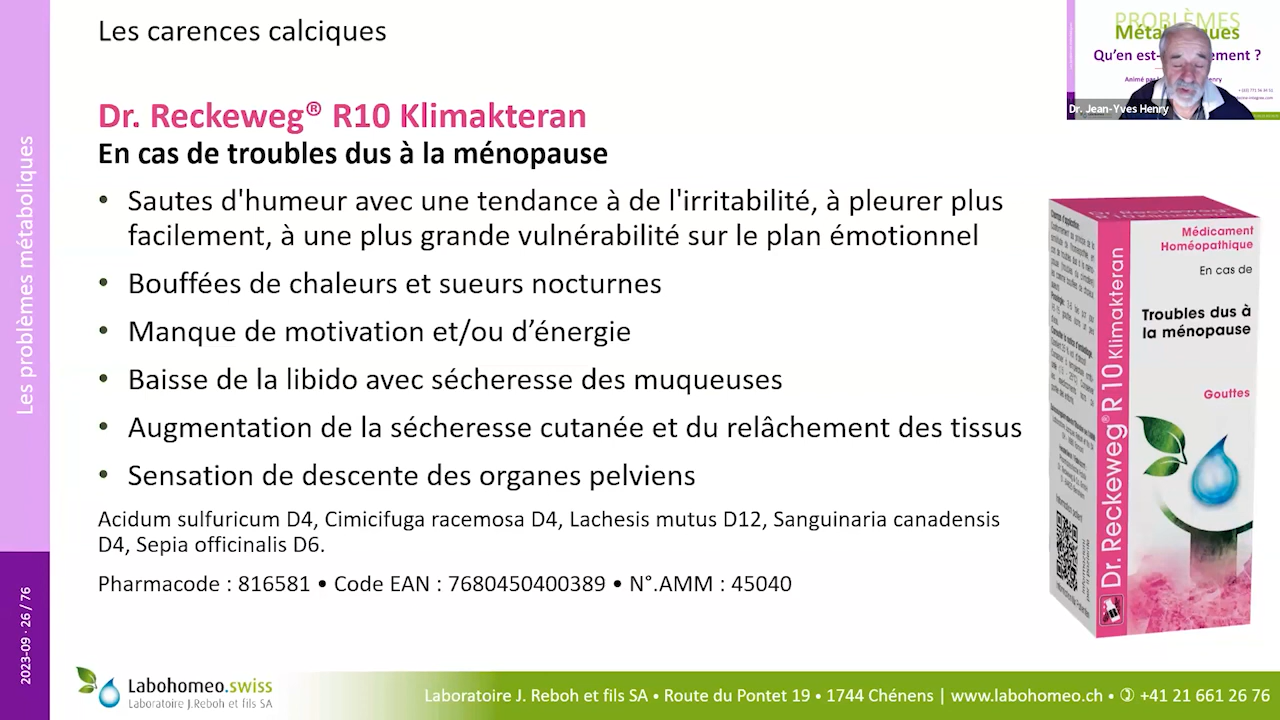 Les carences calciques
Dr. Reckeweg® R10 Klimakteran
En cas de troubles dus à la ménopause
• Sautes d'humeur avec une tendance à de l'irritabilité, à pleurer plus
facilement, à une plus grande vulnérabilité sur le plan émotionnel
• Bouffées de chaleurs et sueurs nocturnes
• Manque de motivation et/ou d’énergie
• Baisse de la libido avec sécheresse des muqueuses
• Augmentation de la sécheresse cutanée et du relâchement des tissus
• Sensation de descente des organes pelviens
Acidum sulfuricum D4, Cimicifuga racemosa D4, Lachesis mutus D12, Sanguinaria canadensis
D4, Sepia officinalis D6.
Pharmacode : 816581 • Code EAN : 7680450400389 • N°.AMM : 45040
Les problèmes métaboliques
2023-09 · 26 / 76
PROBLÈMES
Qu’en est-
Dr. Jean-Yves Henry
Dr. Reckeweg®
R10 Klimakteran
Médicament
Homéopathique
En cas de
Troubles dus à
la ménopause
Gouttes
Dr. Reckeweg® R 10 Klimakteran
Labohomeo.swiss
Laboratoire J.Reboh et fils SA
Laboratoire J. Reboh et fils SA • Route du Pontet 19 • 1744 Chénens | www.labohomeo.ch • +41 21 661 26 76